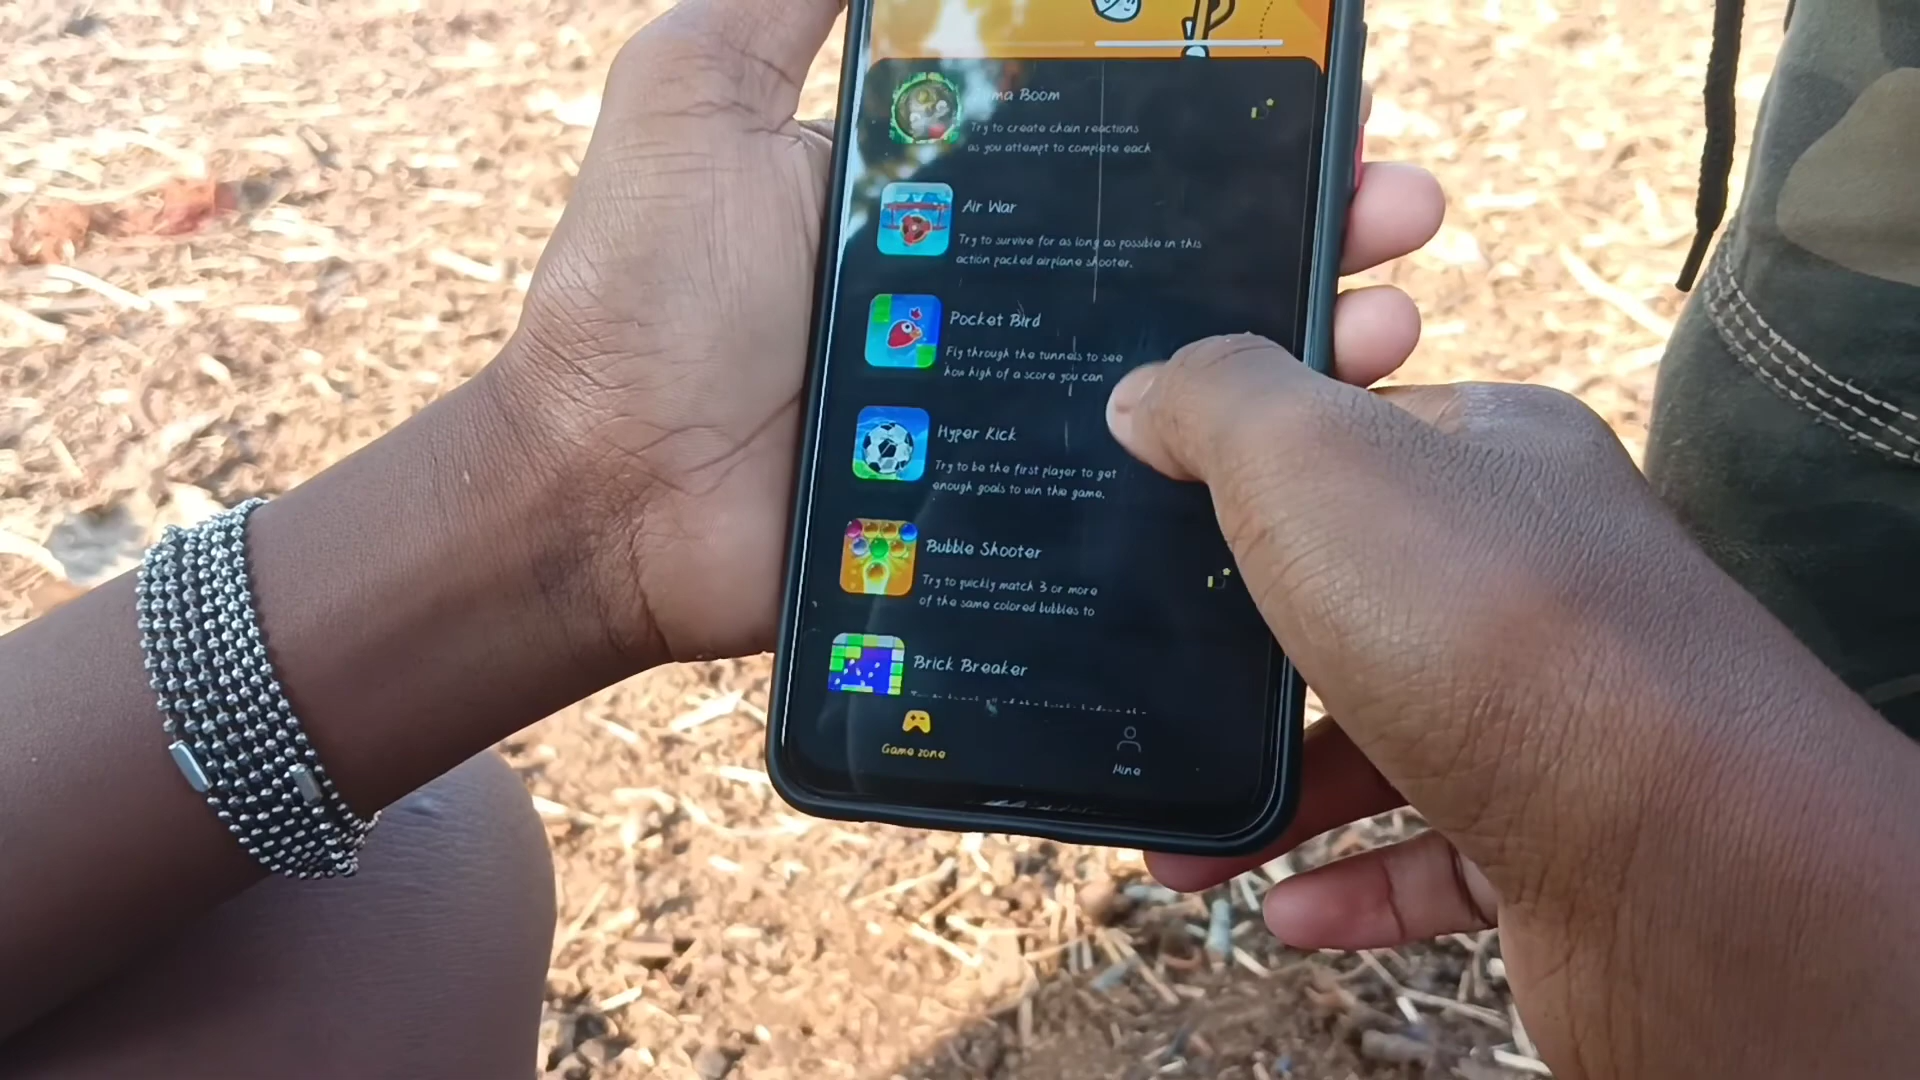 Boom
Try to create chain reactions
as you attempt to complete each
Air War
Try to survive for as long as possible in this
action packed airplane shooter.
Pocket Bird
Fly through the tunnels to see
how high of a score you can
Hyper Kick
Try to be the first player to get
enough goals to win the game.
Bubble Shooter
Try to quickly match 3 or more
of the same colored bubbles to
Brick Breaker
Game zone
Mine